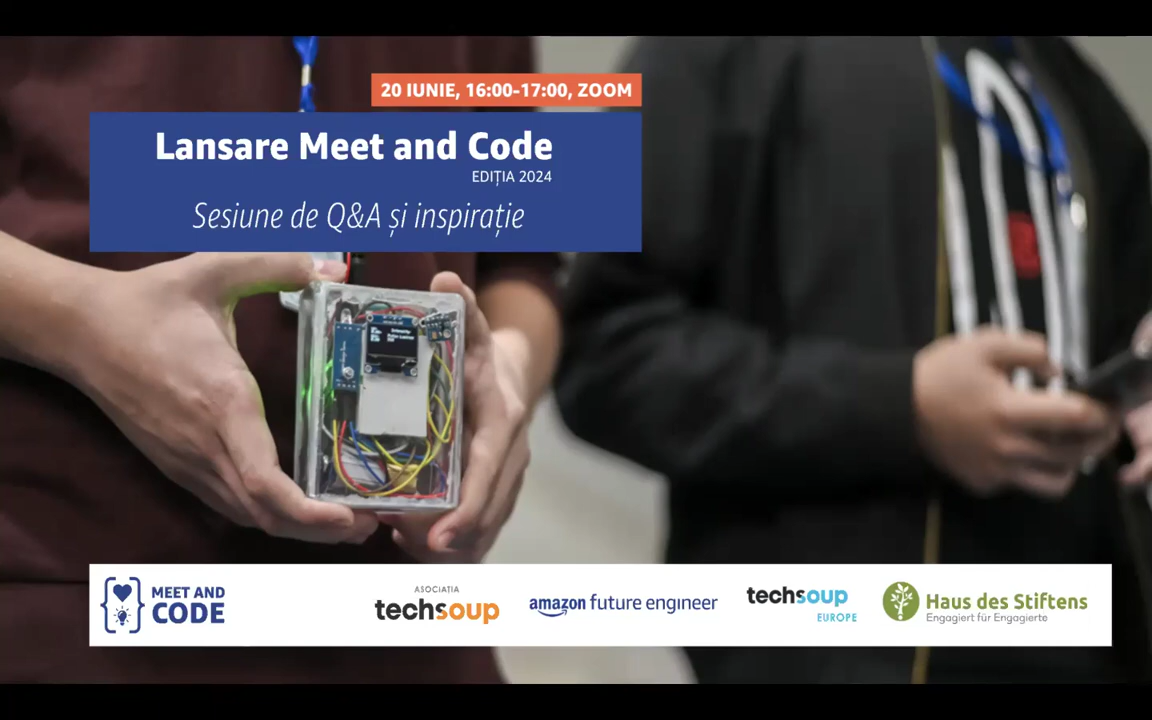 20 IUNIE, 16:00-17:00, ZOOM
Lansare Meet and Code
EDIȚIA 2024
Sesiune de Q&A și inspirație
MEET AND
CODE
ASOCIAȚIA
techsoup
amazon future engineer
techsoup
EUROPE
Haus des Stiftens
Engagiert für Engagierte